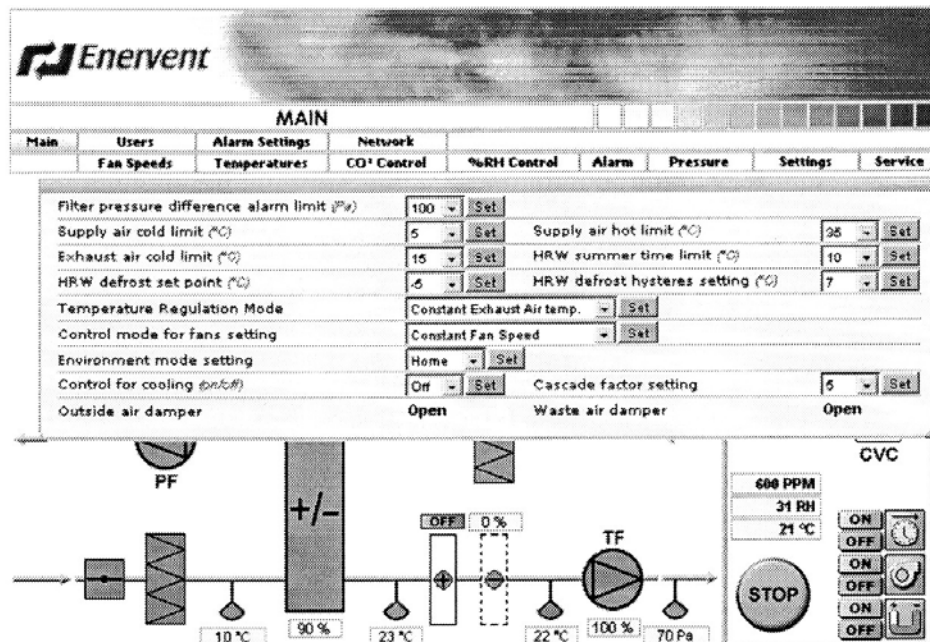 Enervent
MAIN
Main Users Alarm Settings Network
Fan Speeds Temperatures CO² Control %RH Control Alarm Pressure Settings Service
Filter pressure difference alarm limit (Pa) 100 Set
Supply air cold limit (°C) 5 Set Supply air hot limit (°C) 35 Set
Exhaust air cold limit (°C) 15 Set HRW summer time limit (°C) 10 Set
HRW defrost set point (°C) -5 Set HRW defrost hysteres setting (°C) 7 Set
Temperature Regulation Mode Constant Exhaust Air temp. Set
Control mode for fans setting Constant Fan Speed Set
Environment mode setting Home Set
Control for cooling (on/off) Off Set Cascade factor setting 5 Set
Outside air damper Open Waste air damper Open
PF
CVC
+/-
600 PPM
31 RH
21 °C
OFF 0 %
TF
ON
OFF
ON
OFF
ON
OFF
STOP
10 °C 90 % 23 °C 22 °C 100 % 70 Pa